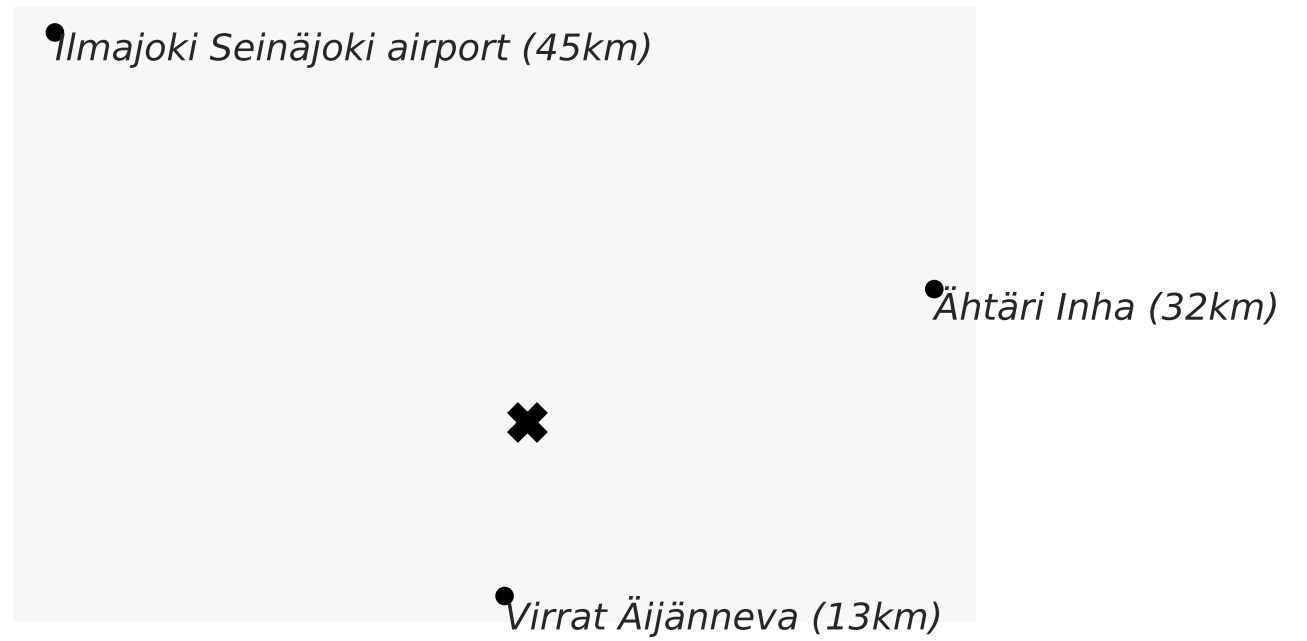 Ilmajoki Seinäjoki airport (45km)
Ähtäri Inha (32km)
Virrat Äijänneva (13km)